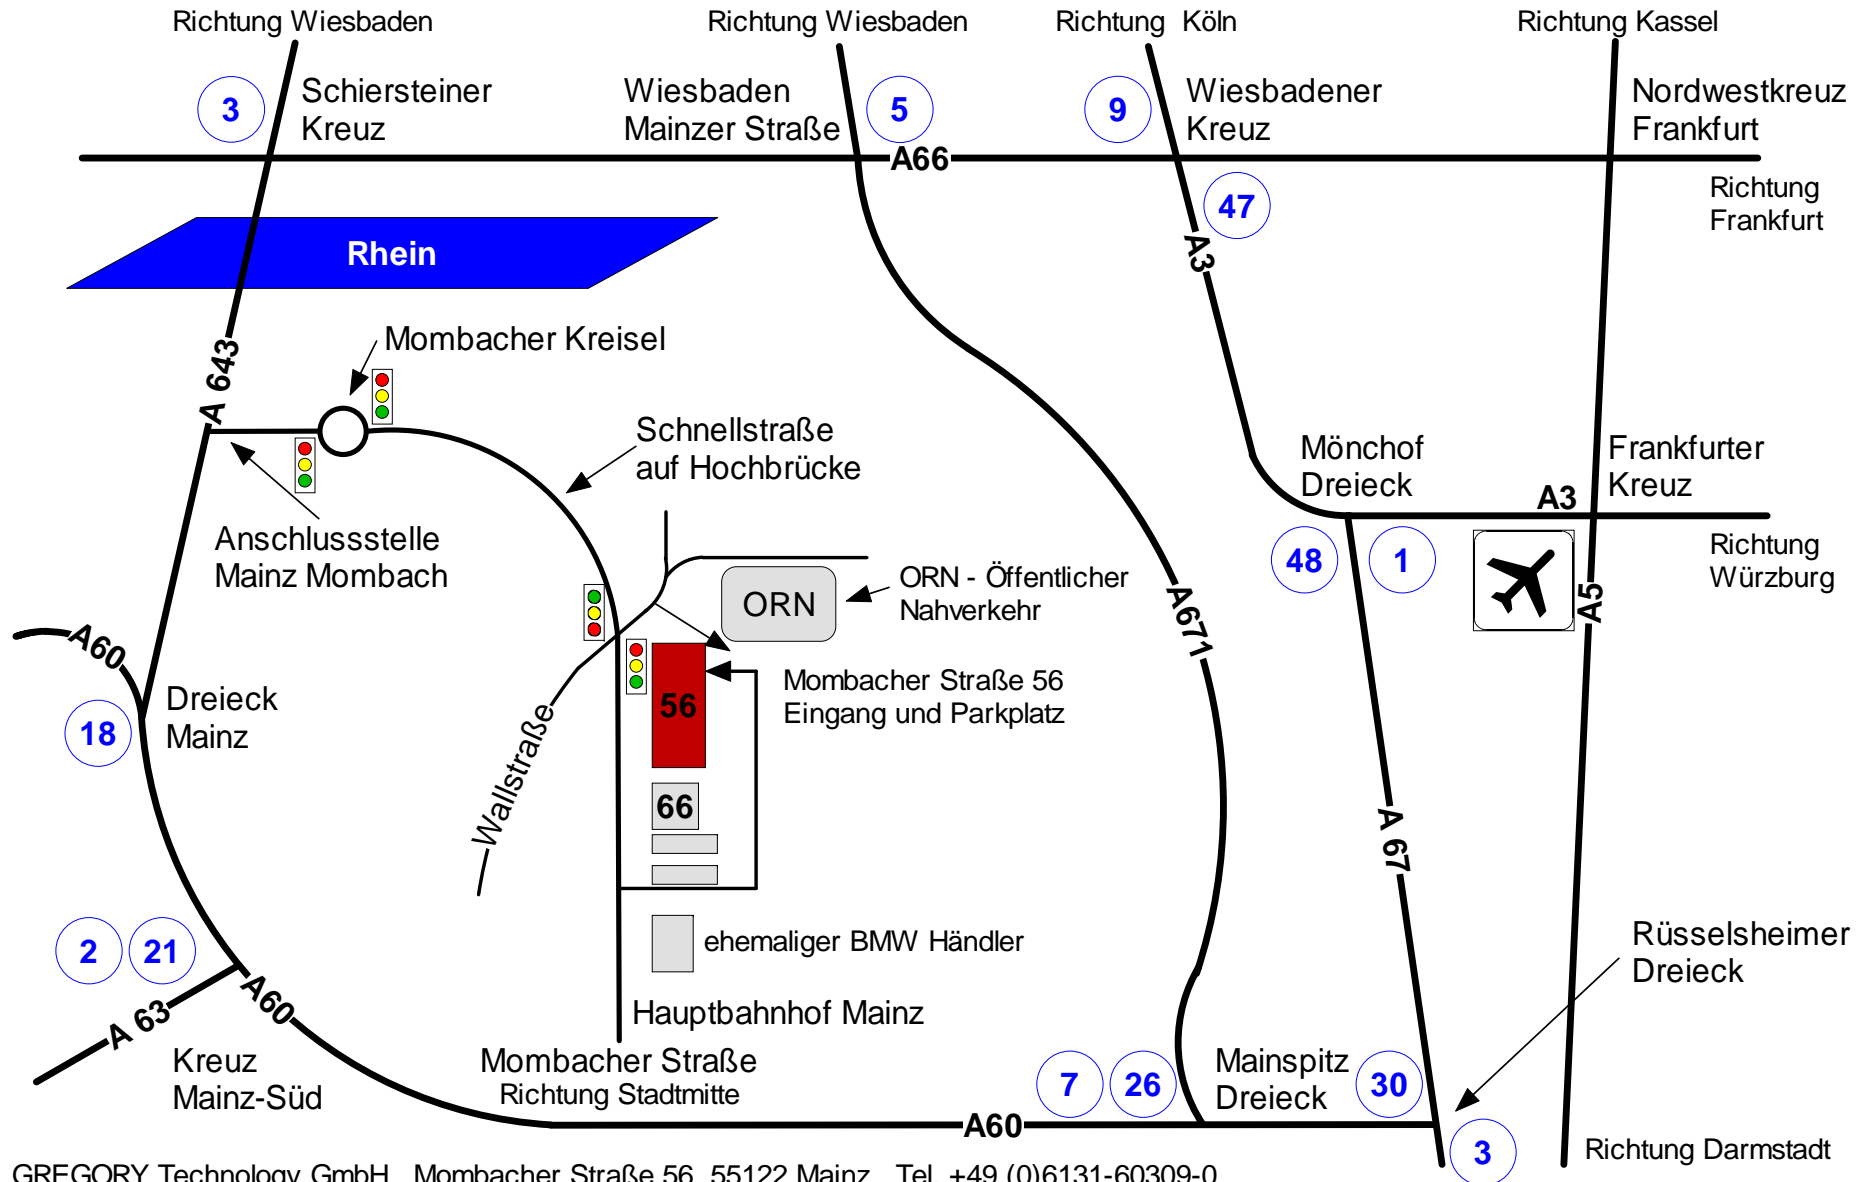 Richtung Wiesbaden
Richtung Wiesbaden
Richtung Köln
Richtung Kassel
3
Schiersteiner
Kreuz
Wiesbaden
Mainzer Straße
5
9
Wiesbadener
Kreuz
Nordwestkreuz
Frankfurt
A66
47
Richtung
Frankfurt
Rhein
A3
A 643
Mombacher Kreisel
Schnellstraße
auf Hochbrücke
Mönchof
Dreieck
Frankfurter
Kreuz
A3
Anschlussstelle
Mainz Mombach
48
1
Richtung
Würzburg
ORN
ORN - Öffentlicher
Nahverkehr
A671
A5
A60
Dreieck
Mainz
18
56
Mombacher Straße 56
Eingang und Parkplatz
Wallstraße
66
A 67
2
21
ehemaliger BMW Händler
Rüsselsheimer
Dreieck
A 63
A60
Hauptbahnhof Mainz
Kreuz
Mainz-Süd
Mombacher Straße
Richtung Stadtmitte
7
26
Mainspitz
Dreieck
30
A60
3
Richtung Darmstadt
GREGORY Technology GmbH Mombacher Straße 56 55122 Mainz Tel. +49 (0)6131-60309-0